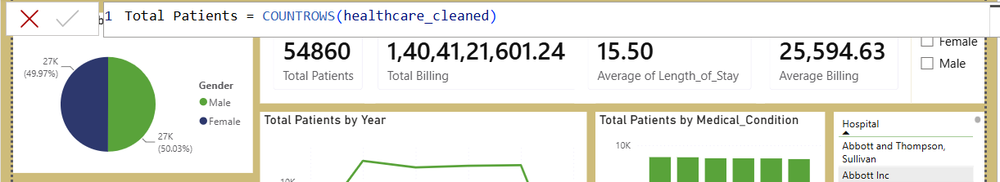 1 Total Patients = COUNTROWS(healthcare_cleaned)
27K
(49.97%)
27K
(50.03%)
Gender
Male
Female
54860
Total Patients
1,40,41,21,601.24
Total Billing
15.50
Average of Length_of_Stay
25,594.63
Average Billing
Female
Male
Total Patients by Year
10K
Total Patients by Medical_Condition
10K
Hospital
Abbott and Thompson,
Sullivan
Abbott Inc